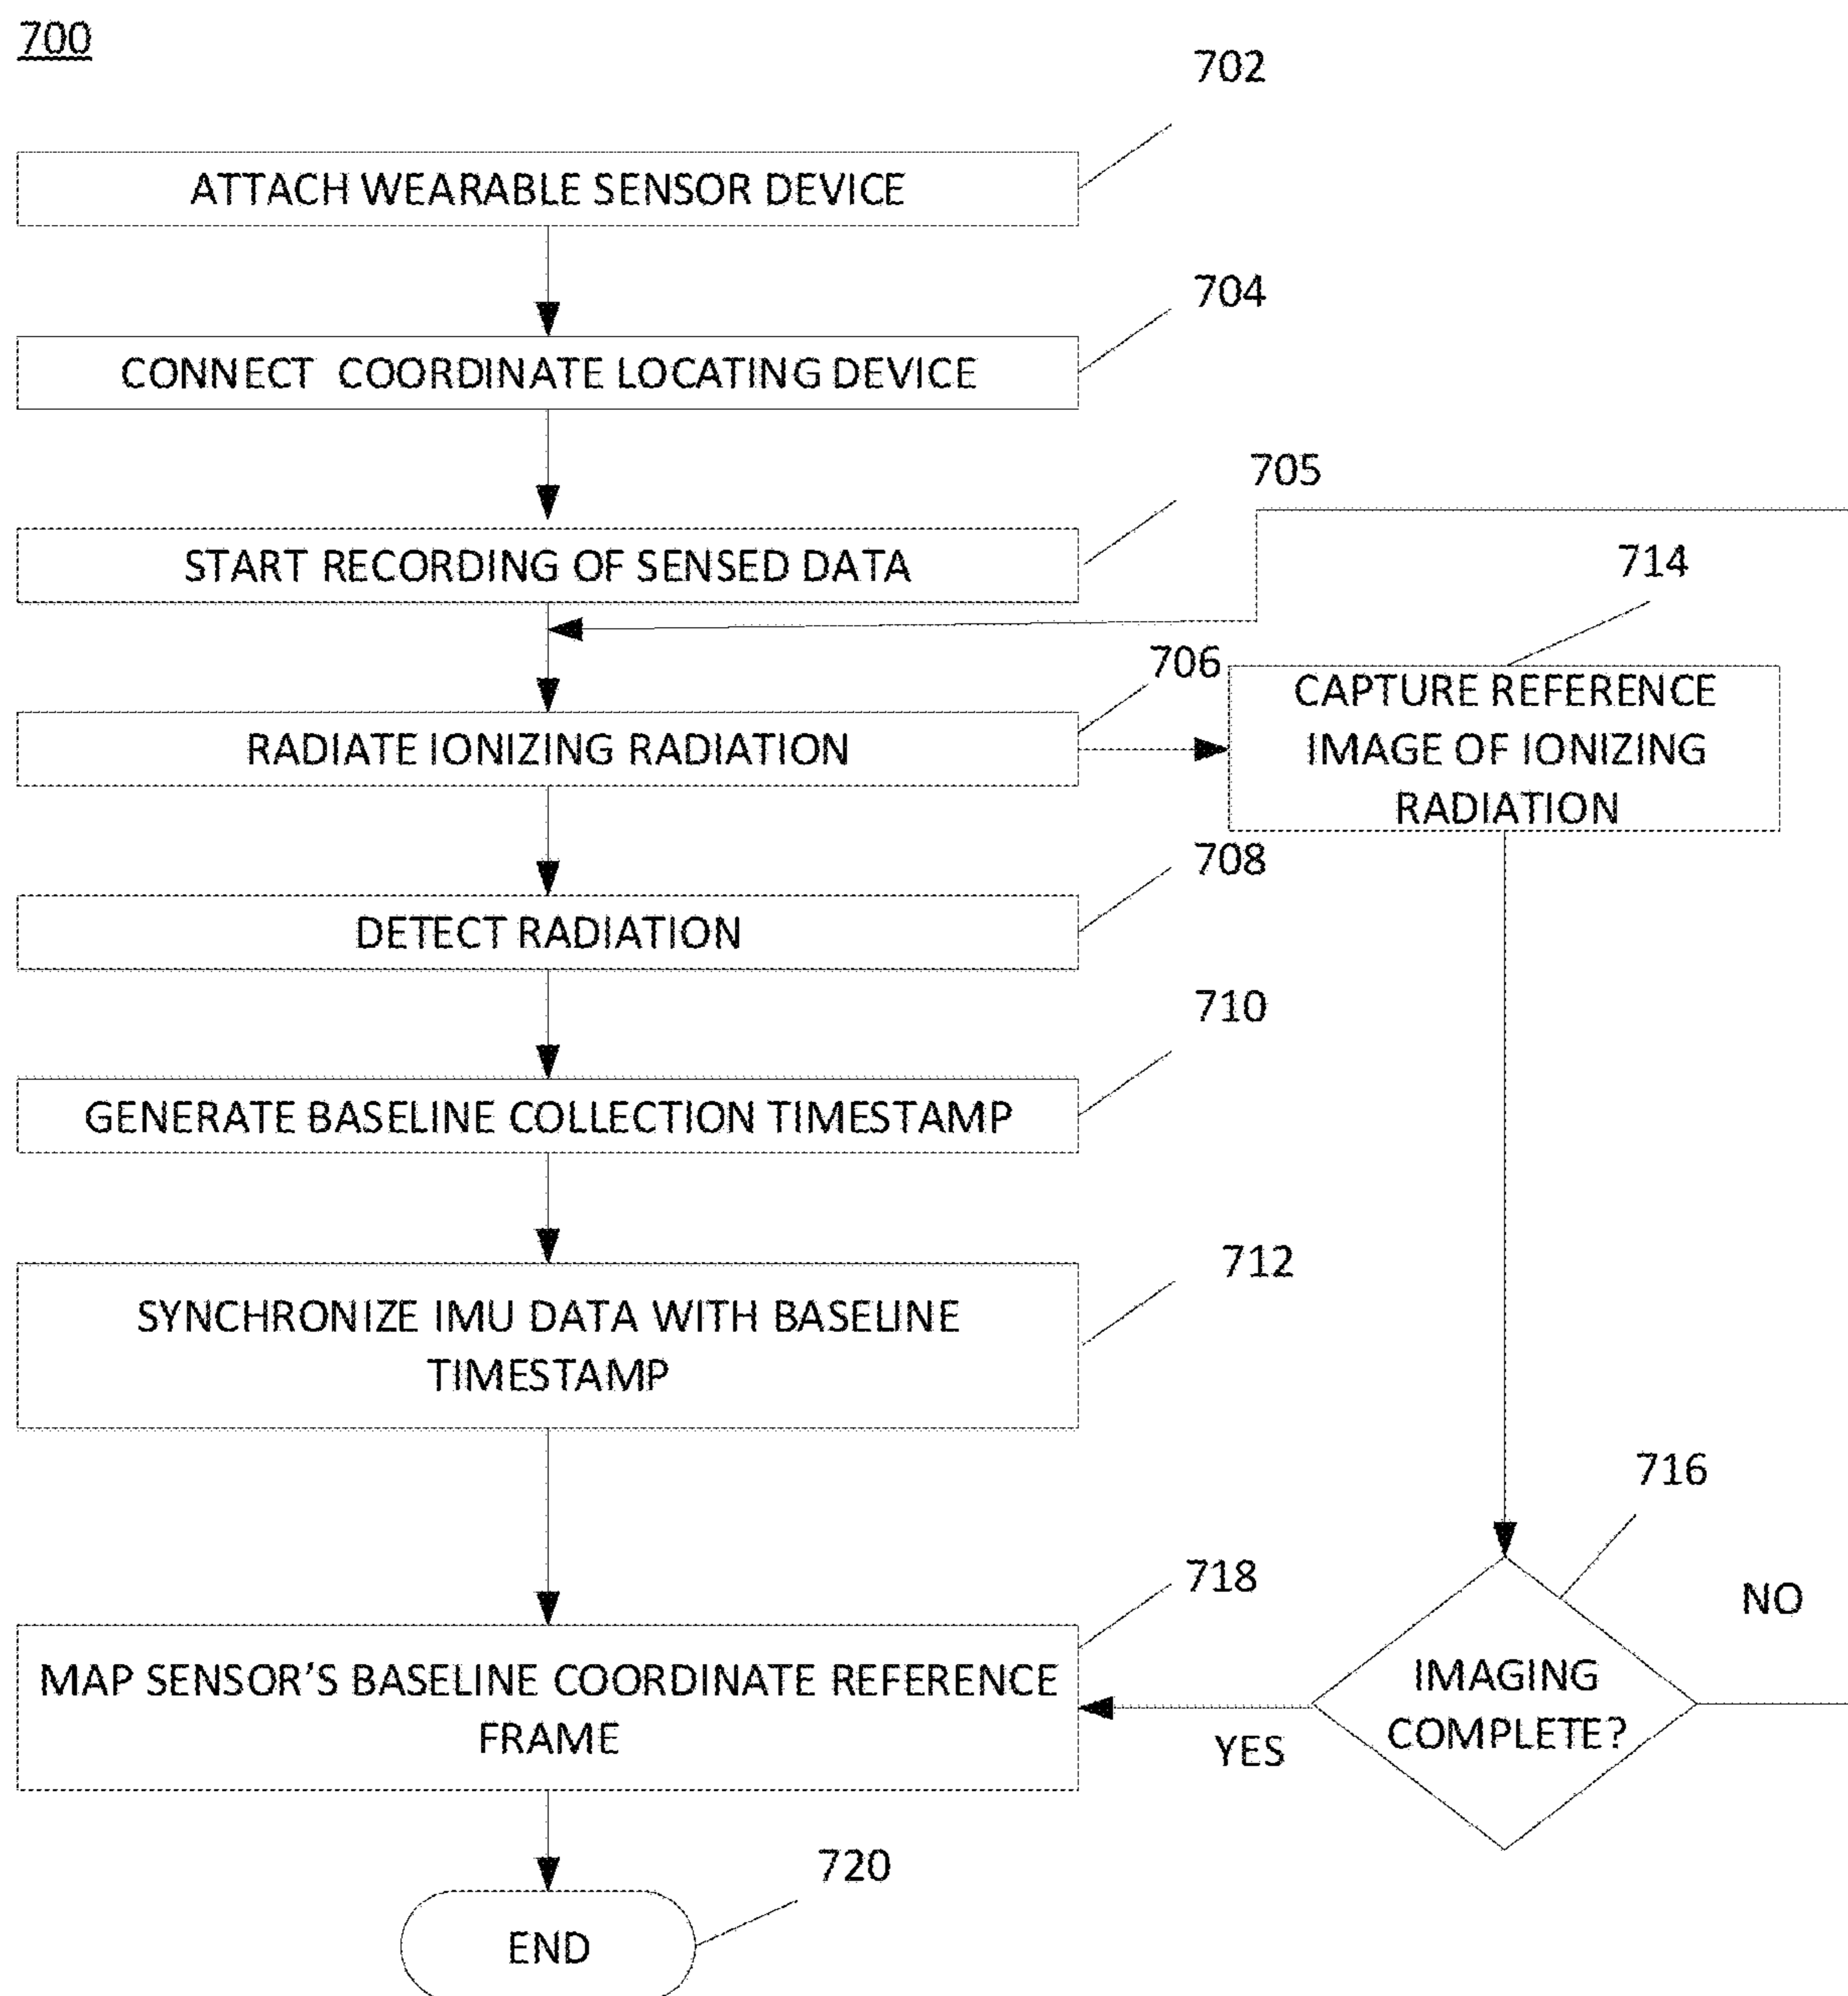 700
702
ATTACH WEARABLE SENSOR DEVICE
704
CONNECT COORDINATE LOCATING DEVICE
705
START RECORDING OF SENSED DATA
714
706
RADIATE IONIZING RADIATION
CAPTURE REFERENCE
IMAGE OF IONIZING
RADIATION
708
DETECT RADIATION
710
GENERATE BASELINE COLLECTION TIMESTAMP
712
SYNCHRONIZE IMU DATA WITH BASELINE
TIMESTAMP
716
718
NO
MAP SENSOR'S BASELINE COORDINATE REFERENCE
FRAME
IMAGING
COMPLETE?
YES
720
END